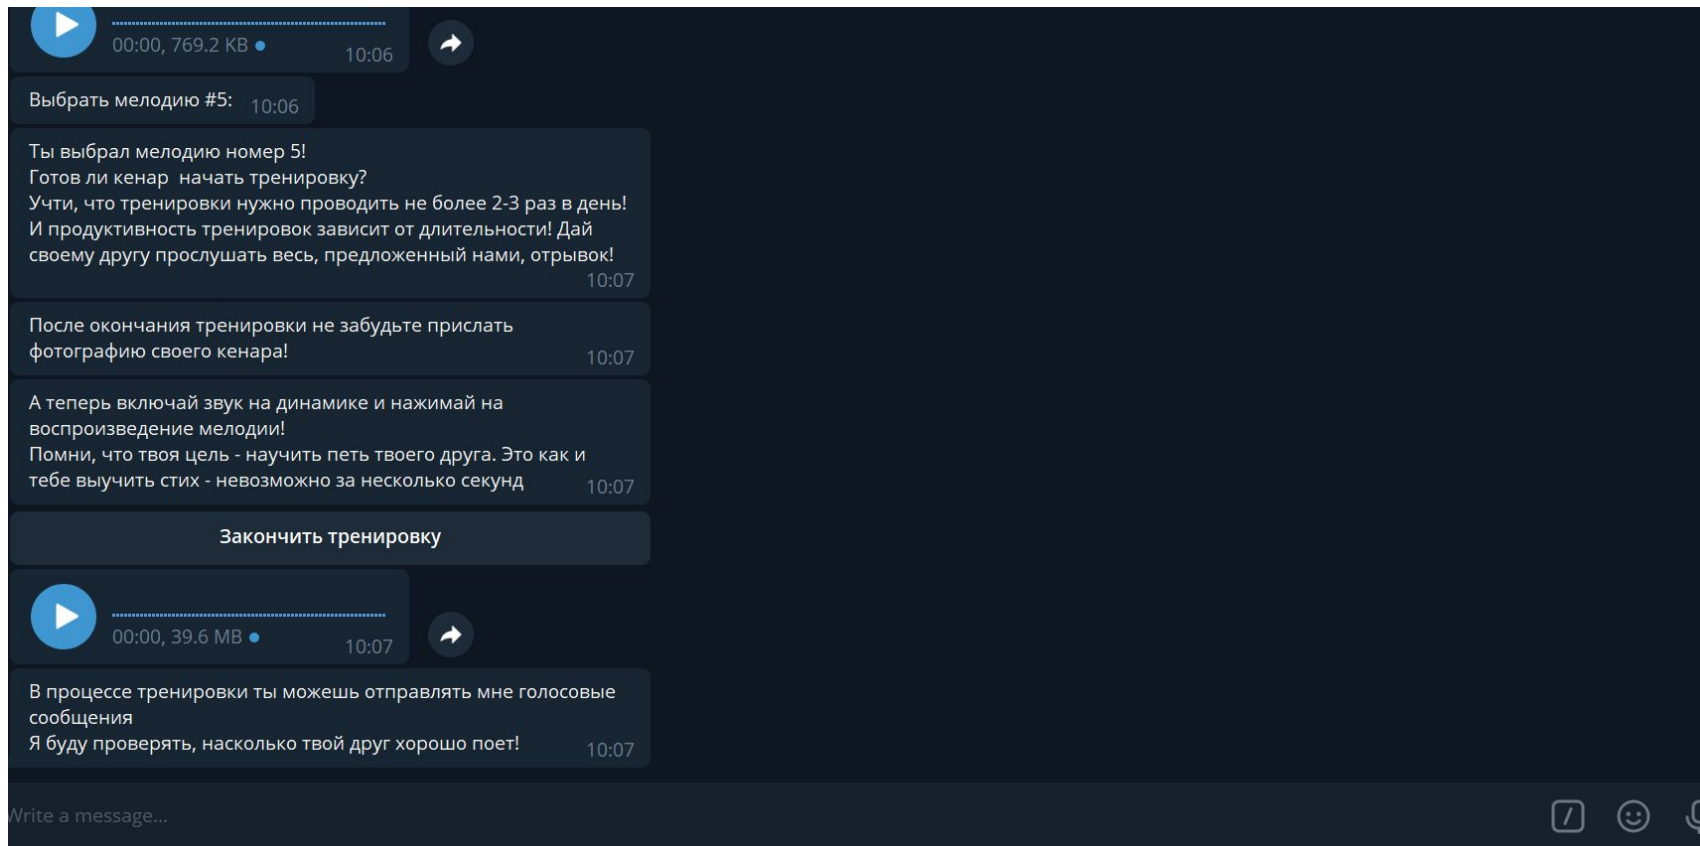 00:00, 769.2 KB
10:06
Выбрать мелодию #5:
10:06
Ты выбрал мелодию номер 5!
Готов ли кенар  начать тренировку?
Учти, что тренировки нужно проводить не более 2-3 раз в день!
И продуктивность тренировок зависит от длительности! Дай
своему другу прослушать весь, предложенный нами, отрывок!
10:07
После окончания тренировки не забудьте прислать
фотографию своего кенара!
10:07
А теперь включай звук на динамике и нажимай на
воспроизведение мелодии!
Помни, что твоя цель - научить петь твоего друга. Это как и
тебе выучить стих - невозможно за несколько секунд
10:07
Закончить тренировку
00:00, 39.6 MB
10:07
В процессе тренировки ты можешь отправлять мне голосовые
сообщения
Я буду проверять, насколько твой друг хорошо поет!
10:07
Write a message...